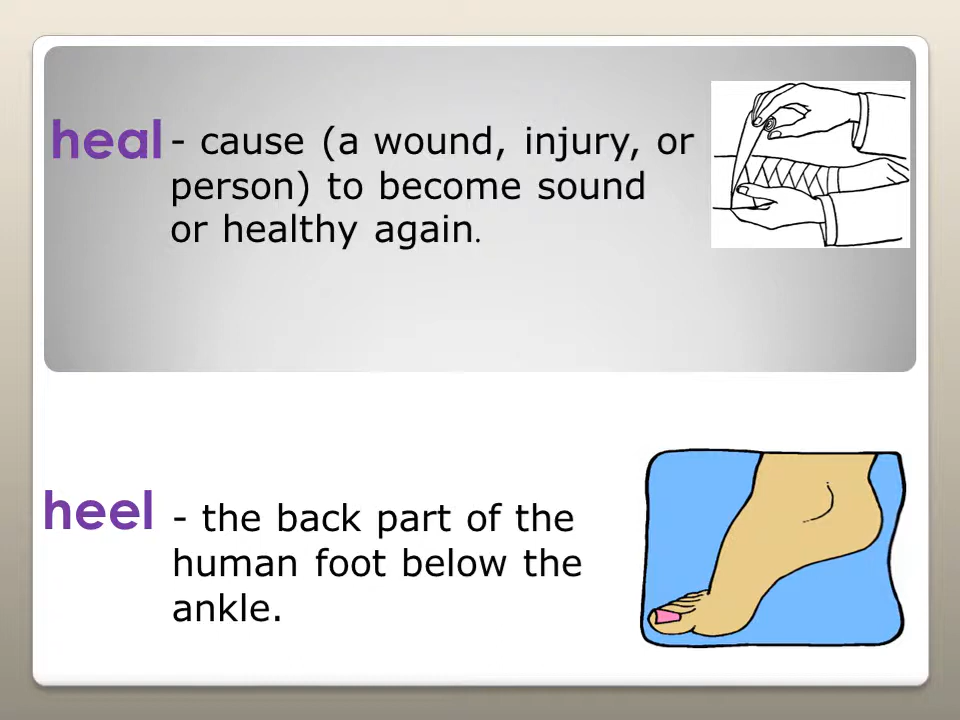 heal - cause (a wound, injury, or
person) to become sound
or healthy again.
heel - the back part of the
human foot below the
ankle.